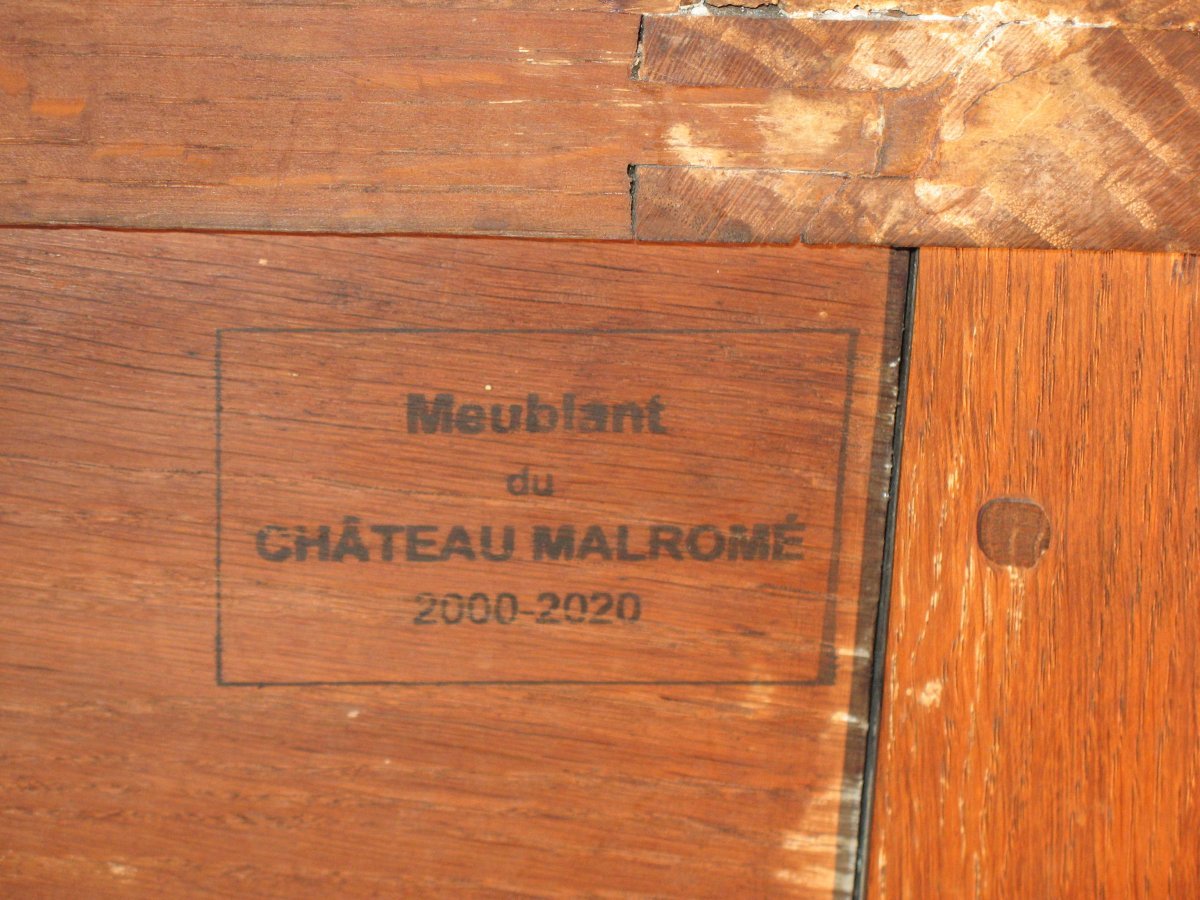 Meublant
du
CHÂTEAU MALROMÉ
2000-2020